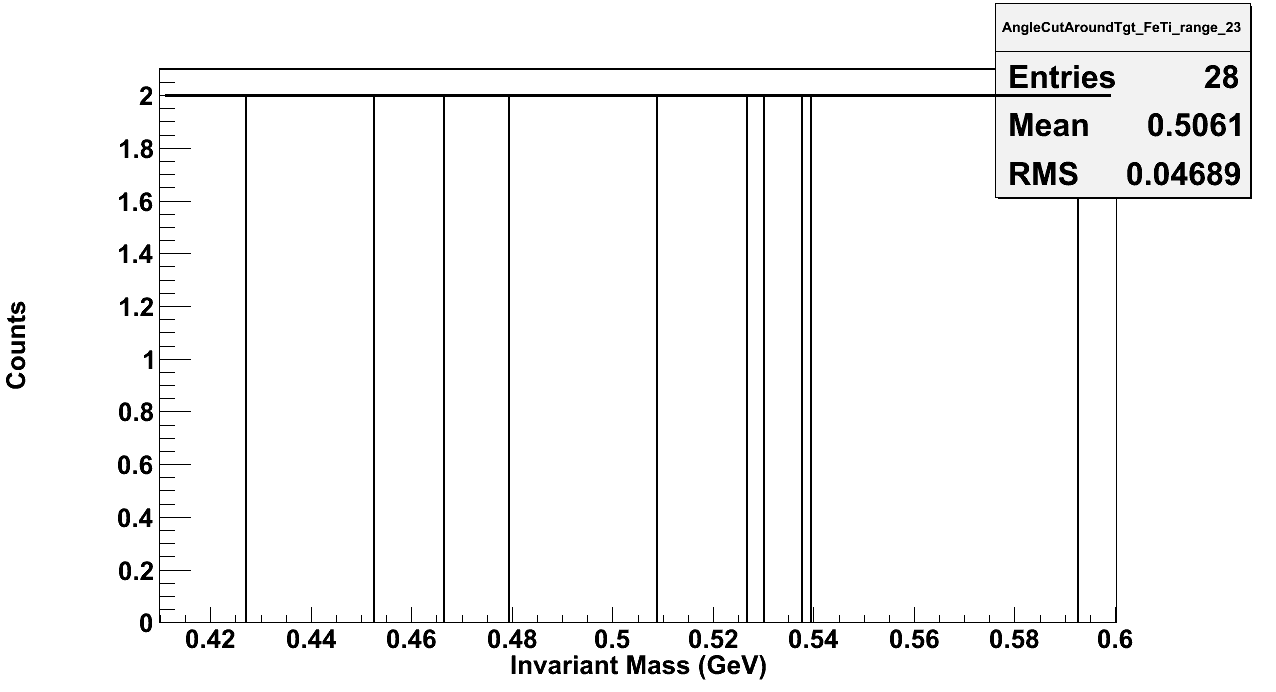 AngleCutAroundTgt_FeTi_range_23
Entries 28
Mean 0.5061
RMS 0.04689
2
1.8
1.6
1.4
1.2
1
0.8
0.6
0.4
0.2
0
Counts
0.42 0.44 0.46 0.48 0.5 0.52 0.54 0.56 0.58 0.6
Invariant Mass (GeV)